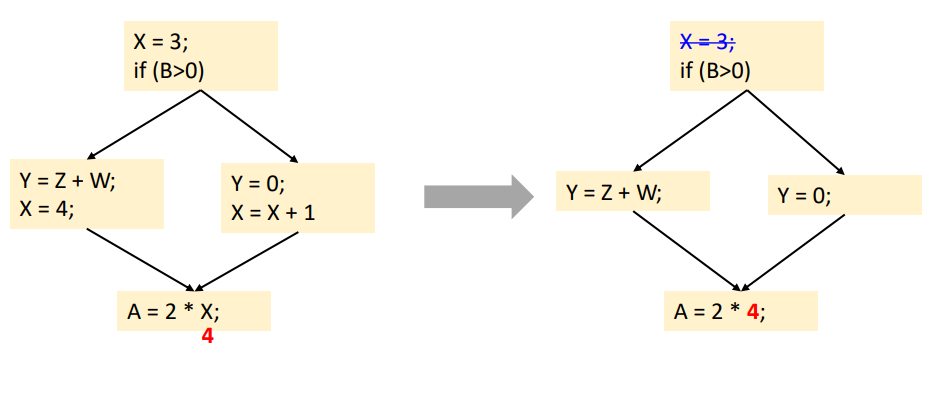 X = 3;
if (B>0)
Y = Z + W;
X = 4;
Y = 0;
X = X + 1
A = 2 * X;
4
X = 3;
if (B>0)
Y = Z + W;
Y = 0;
A = 2 * 4;